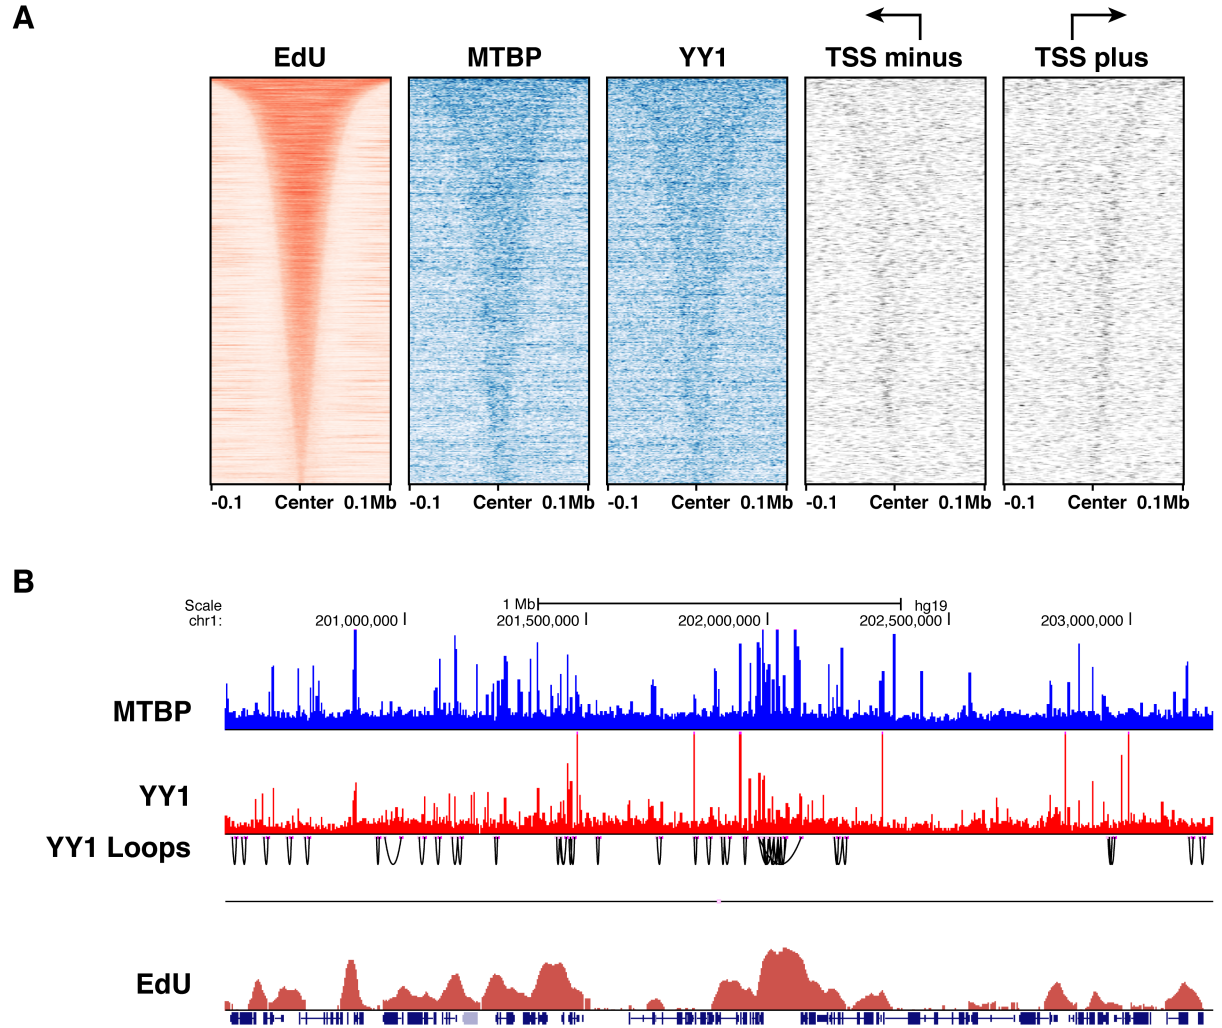 A
EdU MTBP YY1 TSS minus TSS plus
-0.1 Center 0.1Mb -0.1 Center 0.1Mb -0.1 Center 0.1Mb -0.1 Center 0.1Mb -0.1 Center 0.1Mb
B
Scale 1 Mb hg19
chr1: 201,000,000 201,500,000 202,000,000 202,500,000 203,000,000
MTBP
YY1
YY1 Loops
EdU